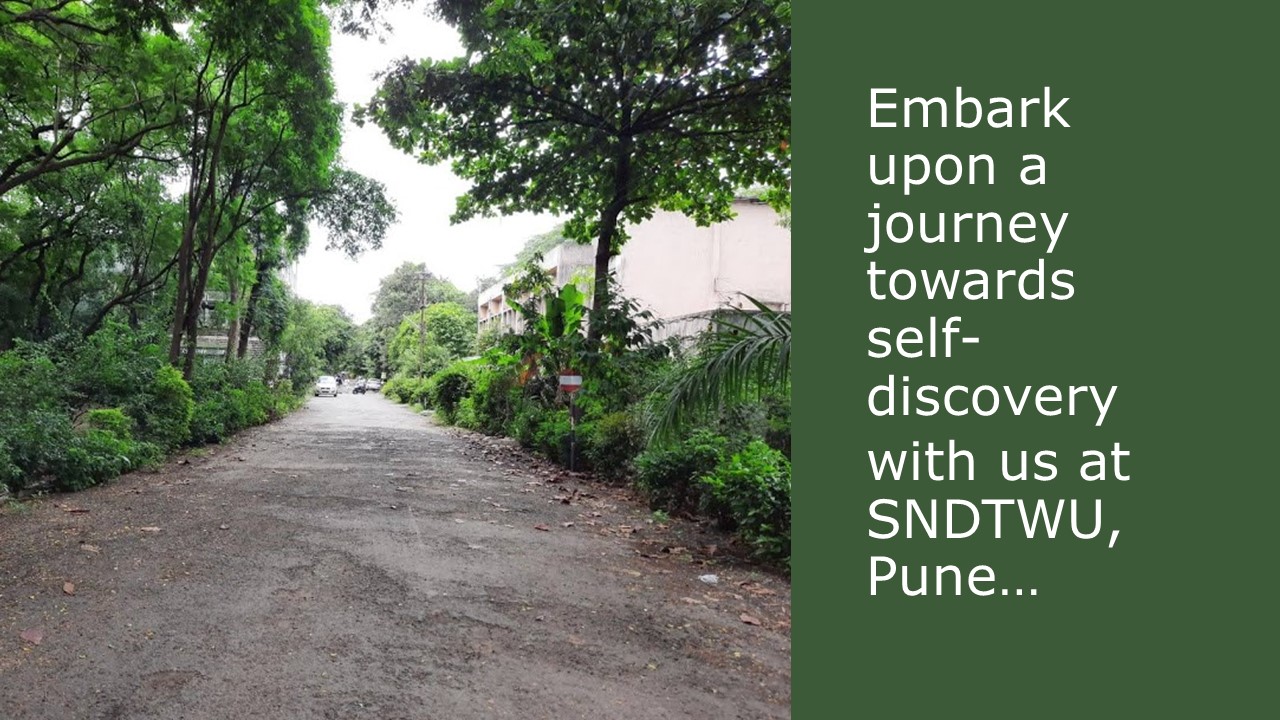 Embark
upon a
journey
towards
self-
discovery
with us at
SNDTWU,
Pune…